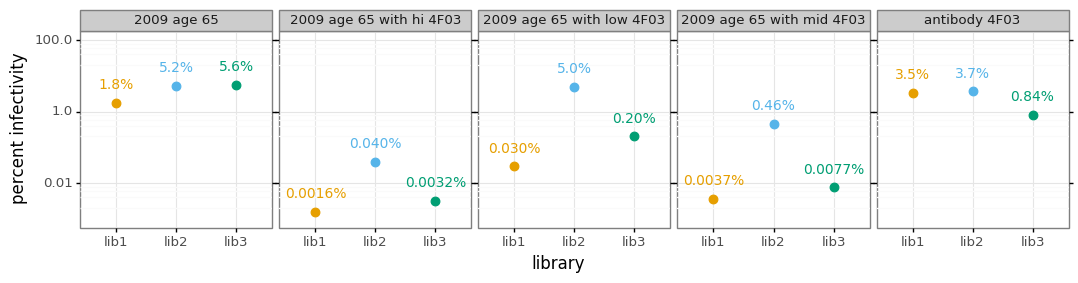 2009 age 65
2009 age 65 with hi 4F03
2009 age 65 with low 4F03
2009 age 65 with mid 4F03
antibody 4F03
percent infectivity
100.0
1.0
0.01
1.8%
5.2%
5.6%
0.0016%
0.040%
0.0032%
0.030%
5.0%
0.20%
0.0037%
0.46%
0.0077%
3.5%
3.7%
0.84%
lib1 lib2 lib3
lib1 lib2 lib3
lib1 lib2 lib3
lib1 lib2 lib3
lib1 lib2 lib3
library